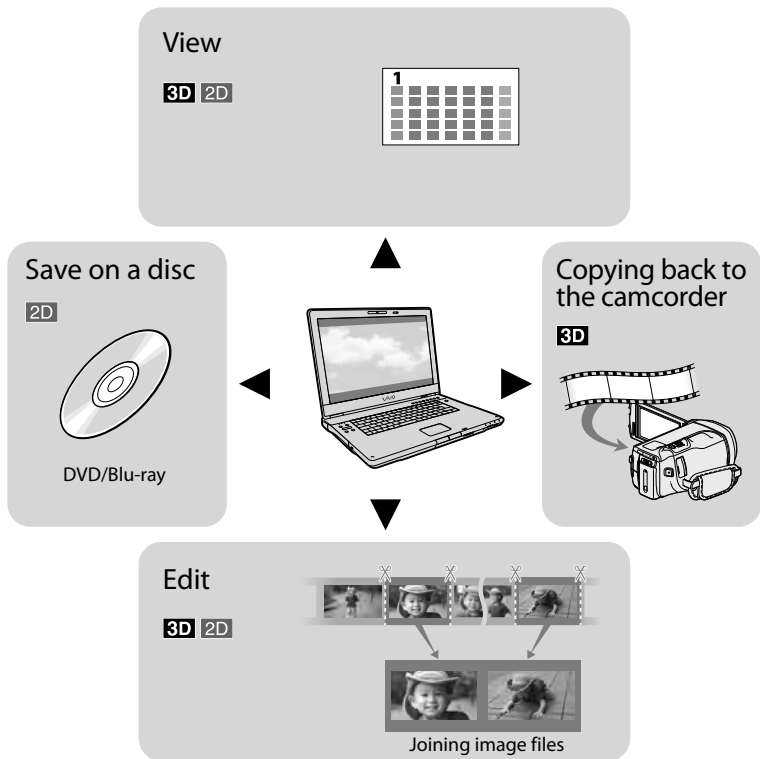 View
3D 2D
1
Save on a disc
2D
DVD/Blu-ray
VAIO
Copying back to
the camcorder
3D
Edit
3D 2D
Joining image files